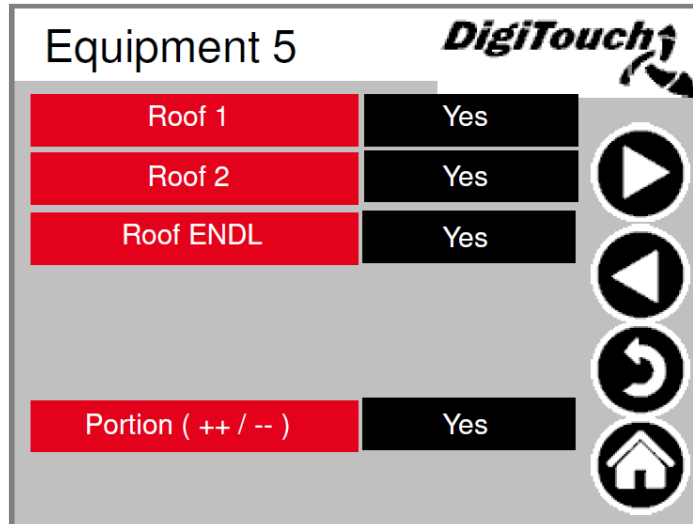 Equipment 5
DigiTouch
Roof 1 Yes
Roof 2 Yes
Roof ENDL Yes
Portion ( ++ / -- ) Yes